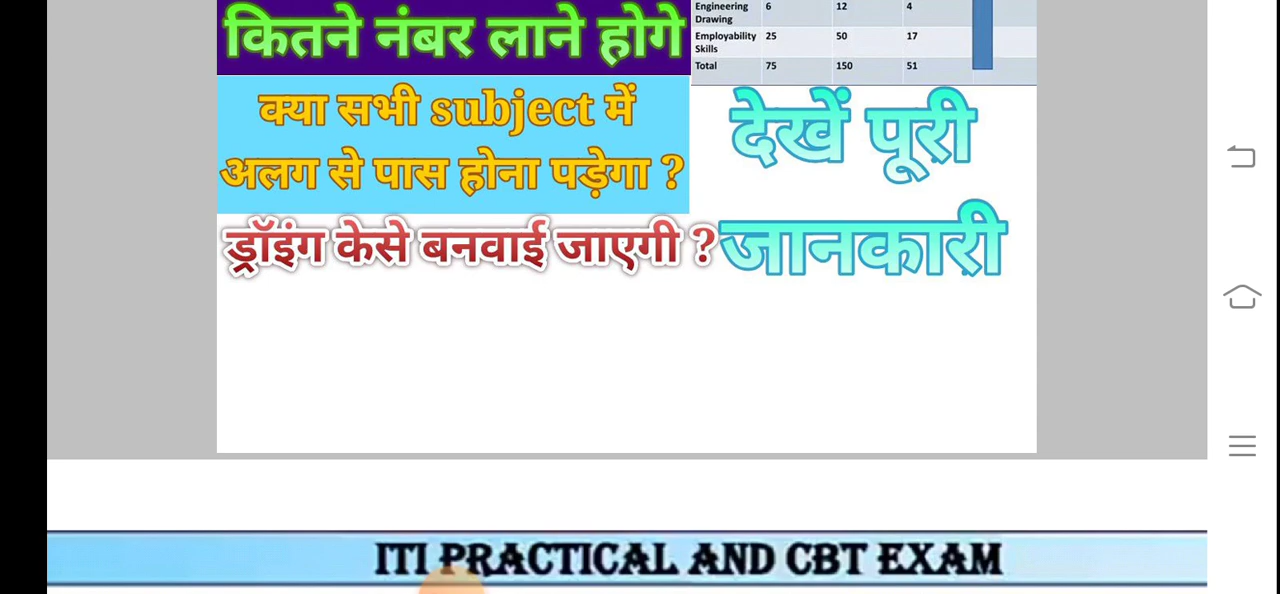 कितने नंबर लाने होगे
Engineering Drawing 6 12 4
Employability Skills 25 50 17
Total 75 150 51
क्या सभी subject में
अलग से पास होना पड़ेगा ?
ड्रॉइंग केसे बनवाई जाएगी ?
देखें पूरी
जानकारी
ITI PRACTICAL AND CBT EXAM